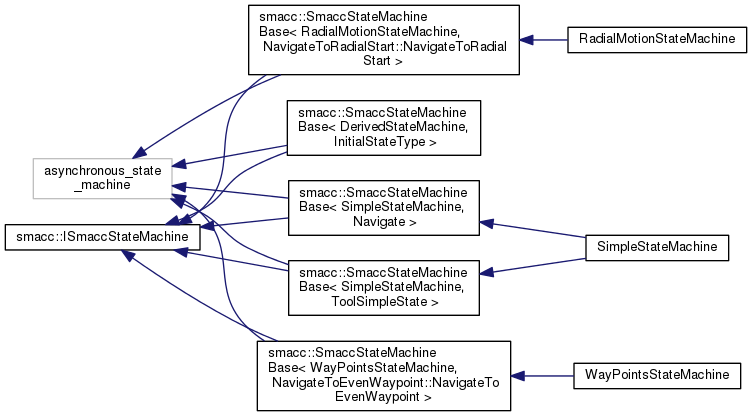 smacc::SmaccStateMachine
Base< RadialMotionStateMachine,
NavigateToRadialStart::NavigateToRadial
Start >
RadialMotionStateMachine
smacc::SmaccStateMachine
Base< DerivedStateMachine,
InitialStateType >
asynchronous_state
_machine
smacc::SmaccStateMachine
Base< SimpleStateMachine,
Navigate >
smacc::ISmaccStateMachine
SimpleStateMachine
smacc::SmaccStateMachine
Base< SimpleStateMachine,
ToolSimpleState >
smacc::SmaccStateMachine
Base< WayPointsStateMachine,
NavigateToEvenWaypoint::NavigateTo
EvenWaypoint >
WayPointsStateMachine